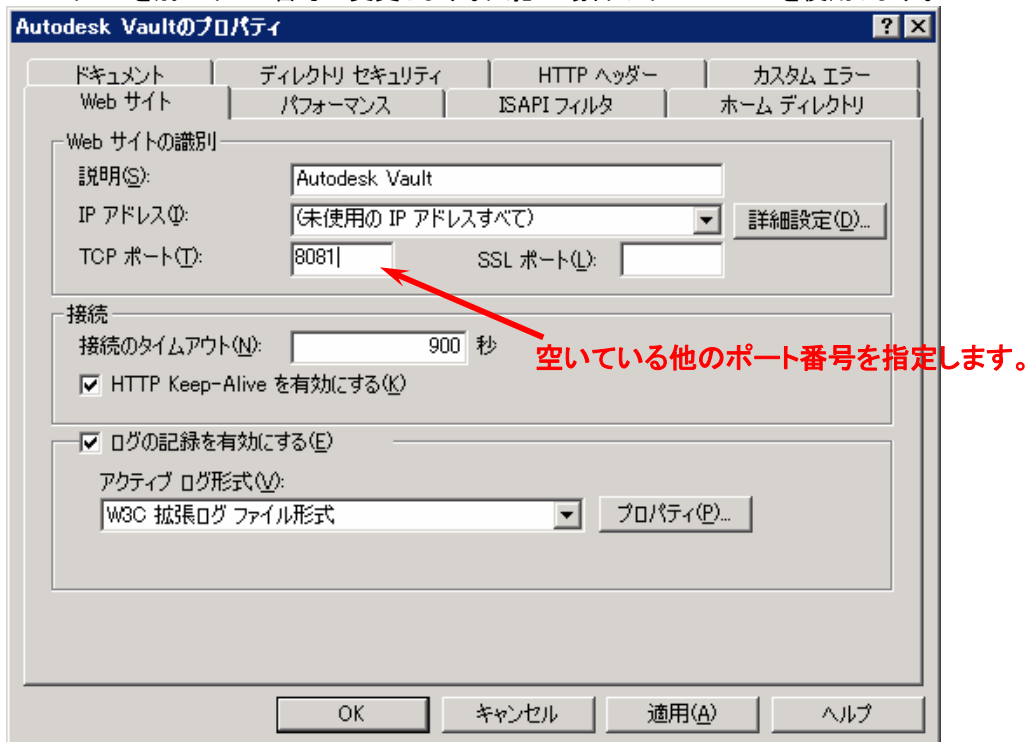 Autodesk Vaultのプロパティ
ドキュメント ディレクトリ セキュリティ HTTP ヘッダー カスタム エラー
Web サイト パフォーマンス ISAPI フィルタ ホーム ディレクトリ
Web サイトの識別
説明(S): Autodesk Vault
IP アドレス(I): (未使用の IP アドレスすべて) 詳細設定(D)...
TCP ポート(T): 8081 SSL ポート(L):
接続
接続のタイムアウト(N): 900 秒
空いている他のポート番号を指定します。
HTTP Keep-Alive を有効にする(K)
ログの記録を有効にする(E)
アクティブ ログ形式(V):
W3C 拡張ログ ファイル形式 プロパティ(P)...
OK キャンセル 適用(A) ヘルプ